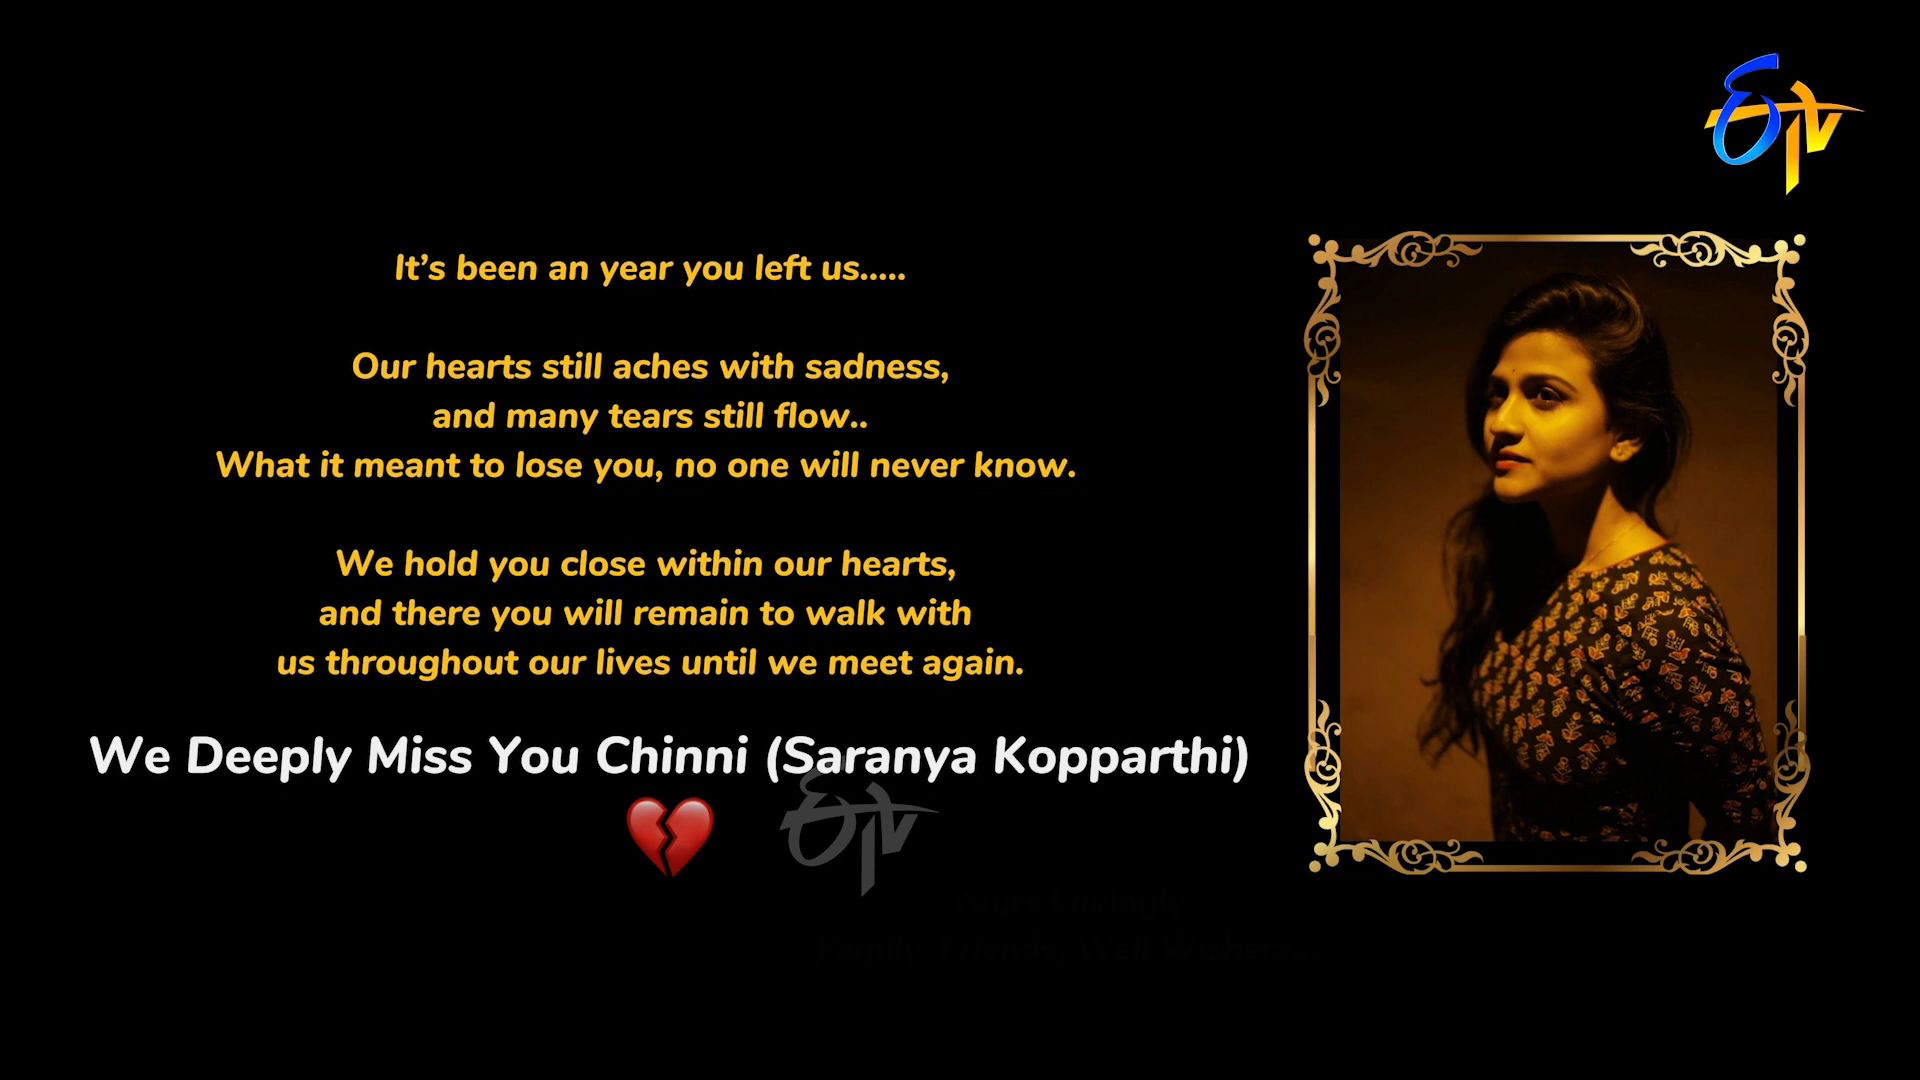 ETV
It's been an year you left us.....
Our hearts still aches with sadness,
and many tears still flow..
What it meant to lose you, no one will never know.
We hold you close within our hearts,
and there you will remain to walk with
us throughout our lives until we meet again.
We Deeply Miss You Chinni (Saranya Kopparthi)
ETV